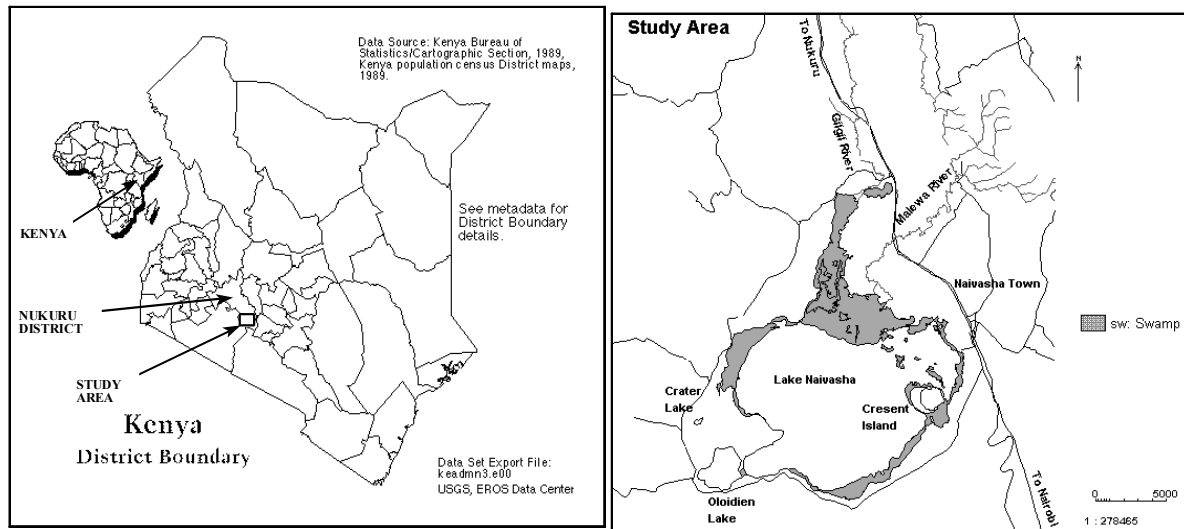 Data Source: Kenya Bureau of
Statistics/Cartographic Section, 1989,
Kenya population census District maps,
1989.
KENYA
See metadata for
District Boundary
details.
NUKURU
DISTRICT
STUDY
AREA
Kenya
District Boundary
Data Set Export File:
keadmn3.e00
USGS, EROS Data Center
Study Area
To Nukuru
N
Gilgil River
Malewa River
Naivasha Town
sw: Swamp
Lake Naivasha
Crater
Lake
Cresent
Island
Oloidien
Lake
To Nairobi
0 5000
1 : 278465